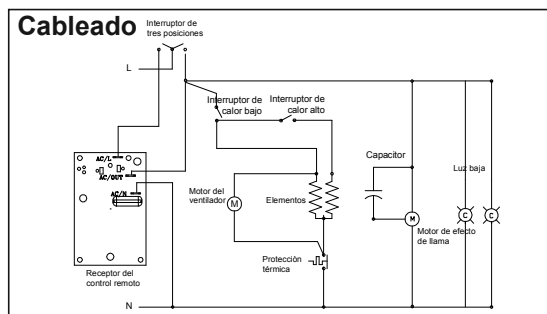 Cableado
Interruptor de
tres posiciones
L
Interruptor de
calor bajo
Interruptor de
calor alto
AC/L
AC/OUT
AC/N
Capacitor
Luz baja
Motor del
ventilador
M
Elementos
M
C
C
Motor de efecto
de llama
Protección
térmica
Receptor del
control remoto
N